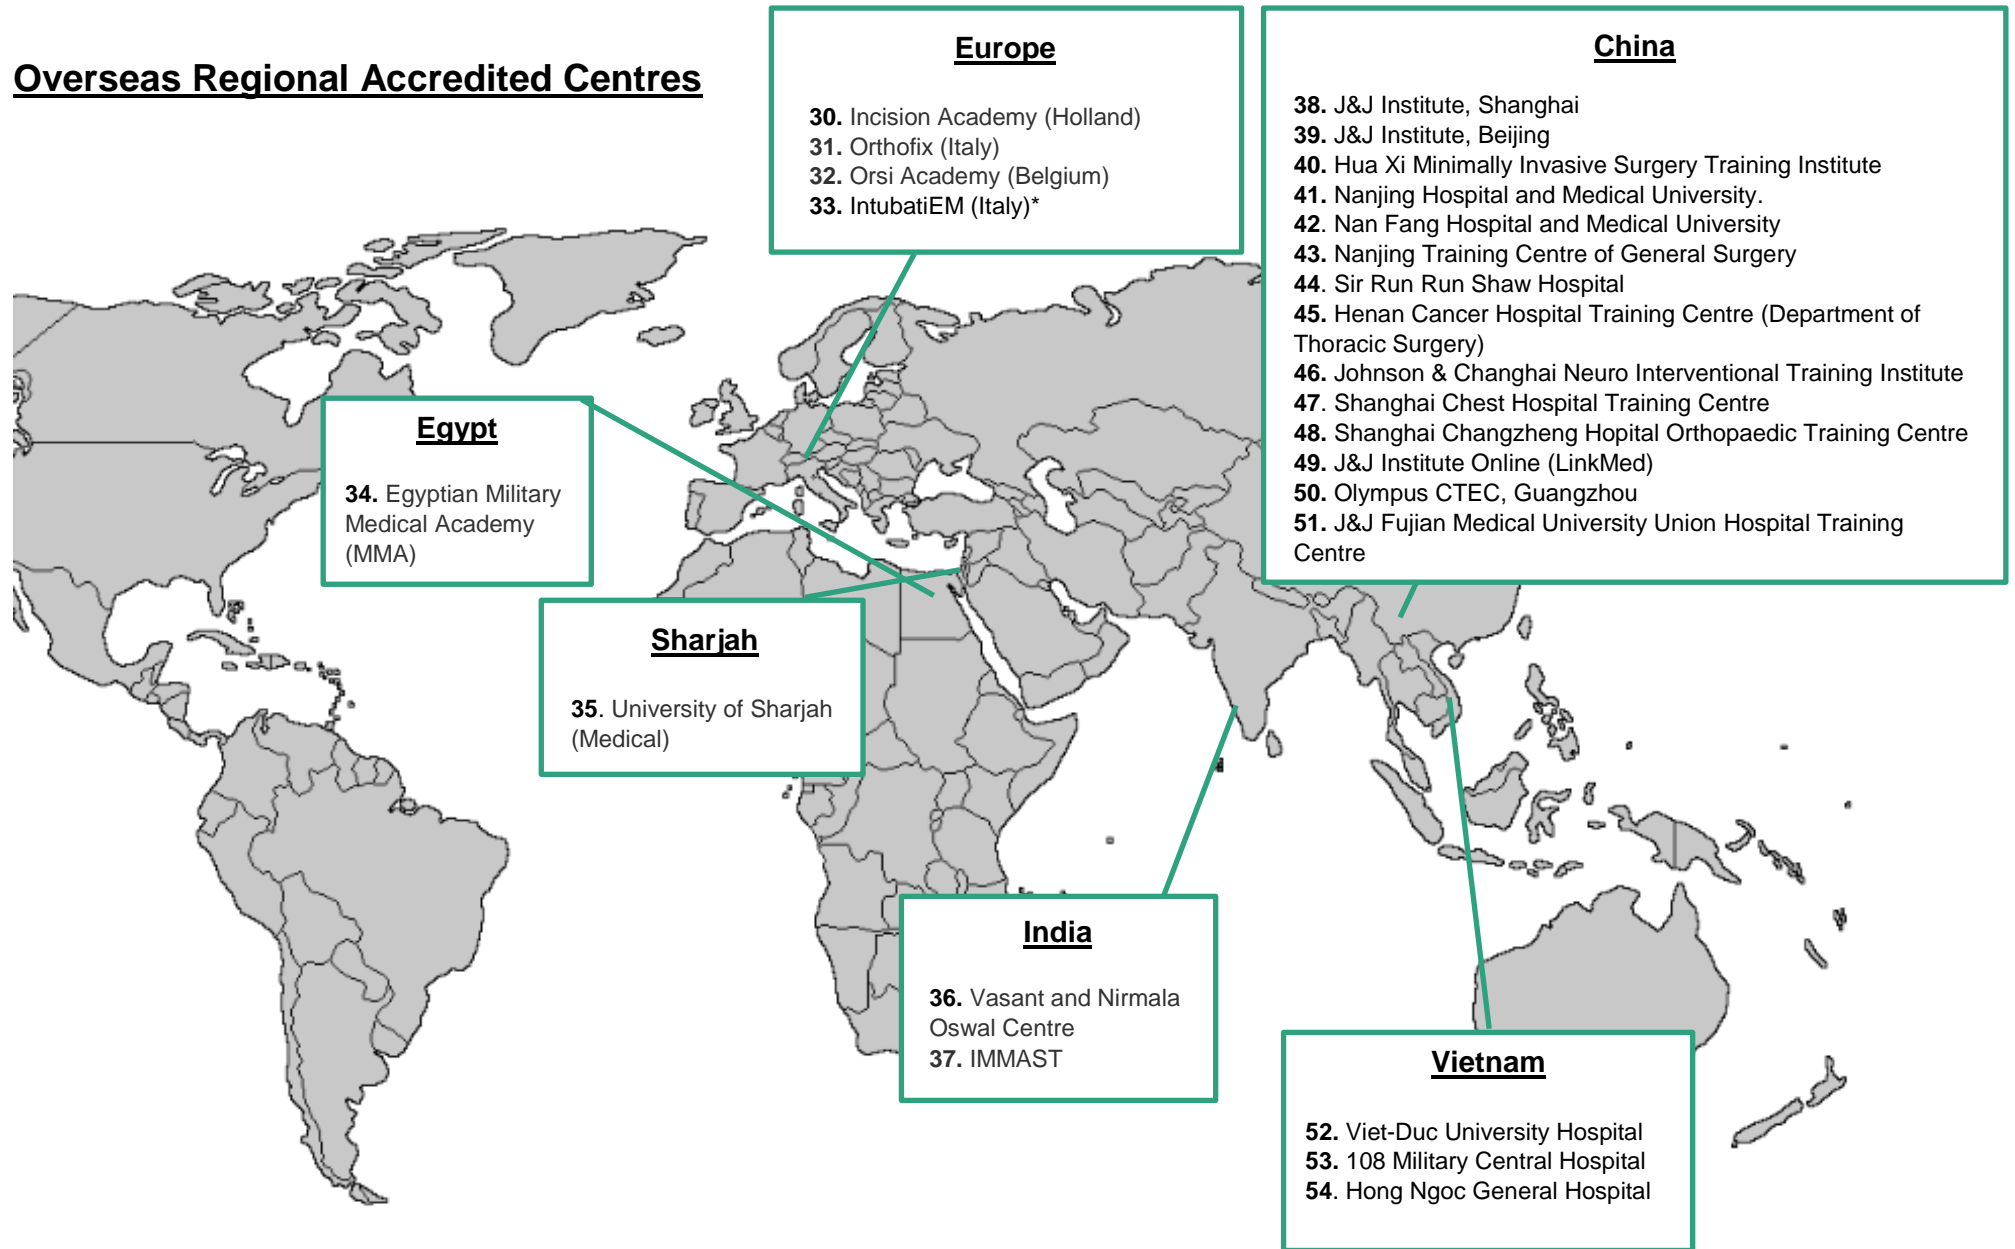 Overseas Regional Accredited Centres
Europe
30. Incision Academy (Holland)
31. Orthofix (Italy)
32. Orsi Academy (Belgium)
33. IntubatiEM (Italy)*
China
38. J&J Institute, Shanghai
39. J&J Institute, Beijing
40. Hua Xi Minimally Invasive Surgery Training Institute
41. Nanjing Hospital and Medical University.
42. Nan Fang Hospital and Medical University
43. Nanjing Training Centre of General Surgery
44. Sir Run Run Shaw Hospital
45. Henan Cancer Hospital Training Centre (Department of
Thoracic Surgery)
46. Johnson & Changhai Neuro Interventional Training Institute
47. Shanghai Chest Hospital Training Centre
48. Shanghai Changzheng Hopital Orthopaedic Training Centre
49. J&J Institute Online (LinkMed)
50. Olympus CTEC, Guangzhou
51. J&J Fujian Medical University Union Hospital Training
Centre
Egypt
34. Egyptian Military
Medical Academy
(MMA)
Sharjah
35. University of Sharjah
(Medical)
India
36. Vasant and Nirmala
Oswal Centre
37. IMMAST
Vietnam
52. Viet-Duc University Hospital
53. 108 Military Central Hospital
54. Hong Ngoc General Hospital